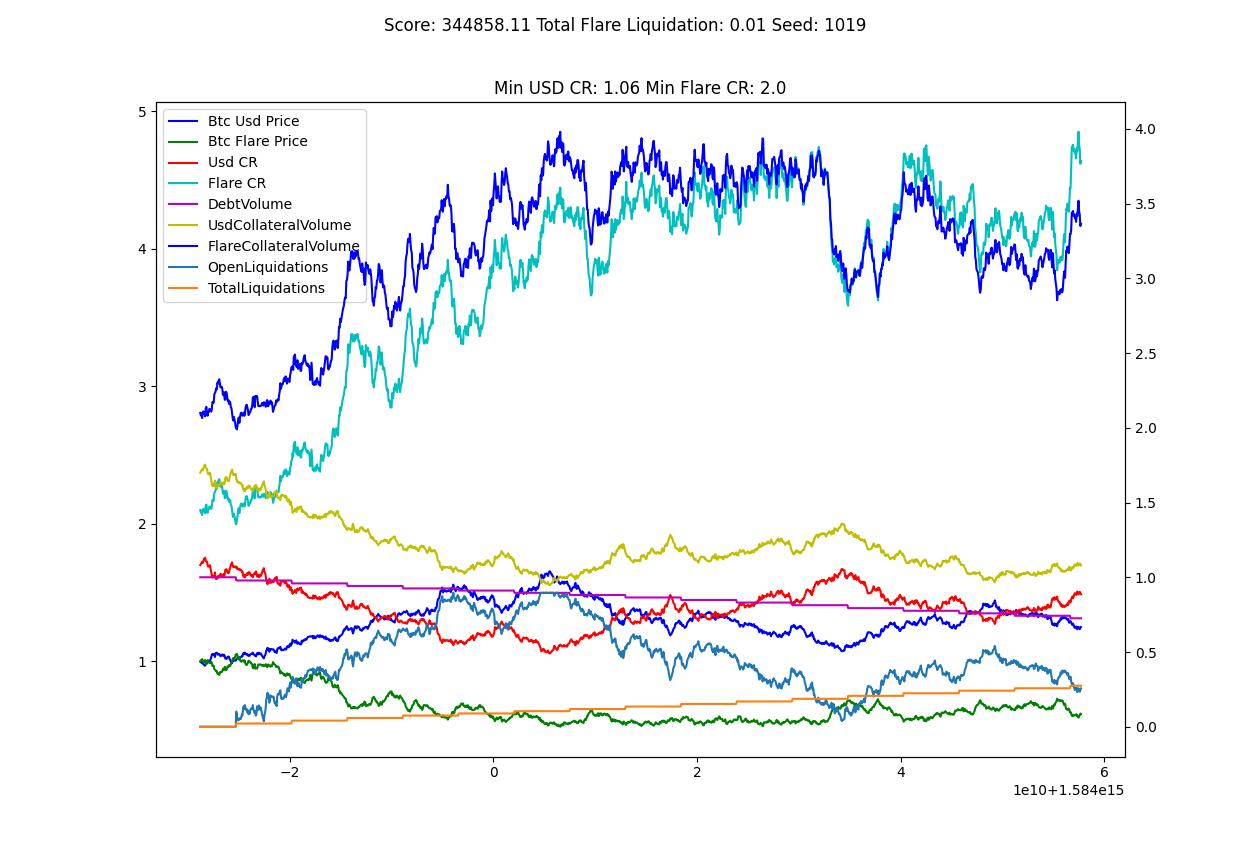 Score: 344858.11 Total Flare Liquidation: 0.01 Seed: 1019
Min USD CR: 1.06 Min Flare CR: 2.0
Btc Usd Price
Btc Flare Price
Usd CR
Flare CR
DebtVolume
UsdCollateralVolume
FlareCollateralVolume
OpenLiquidations
TotalLiquidations
5
4
3
2
1
4.0
3.5
3.0
2.5
2.0
1.5
1.0
0.5
0.0
−2 0 2 4 6
1e10+1.584e15